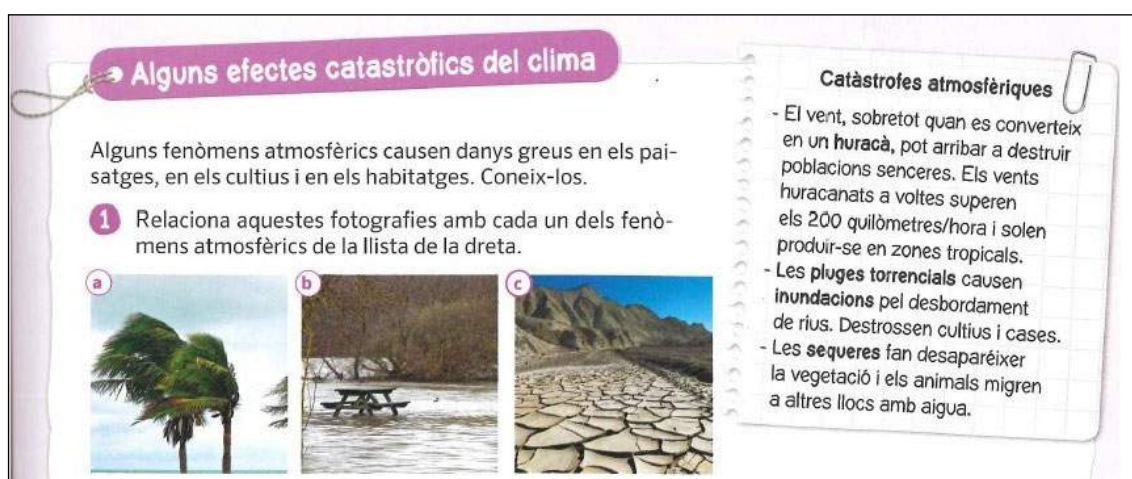 Alguns efectes catastròfics del clima
Alguns fenòmens atmosfèrics causen danys greus en els pai-
satges, en els cultius i en els habitatges. Coneix-los.
1 Relaciona aquestes fotografies amb cada un dels fenò-
mens atmosfèrics de la llista de la dreta.
a b c
Catàstrofes atmosfèriques
- El vent, sobretot quan es converteix
en un huracà, pot arribar a destruir
poblacions senceres. Els vents
huracanats a voltes superen
els 200 quilòmetres/hora i solen
produir-se en zones tropicals.
- Les pluges torrencials causen
inundacions pel desbordament
de rius. Destrossen cultius i cases.
- Les sequeres fan desaparéixer
la vegetació i els animals migren
a altres llocs amb aigua.